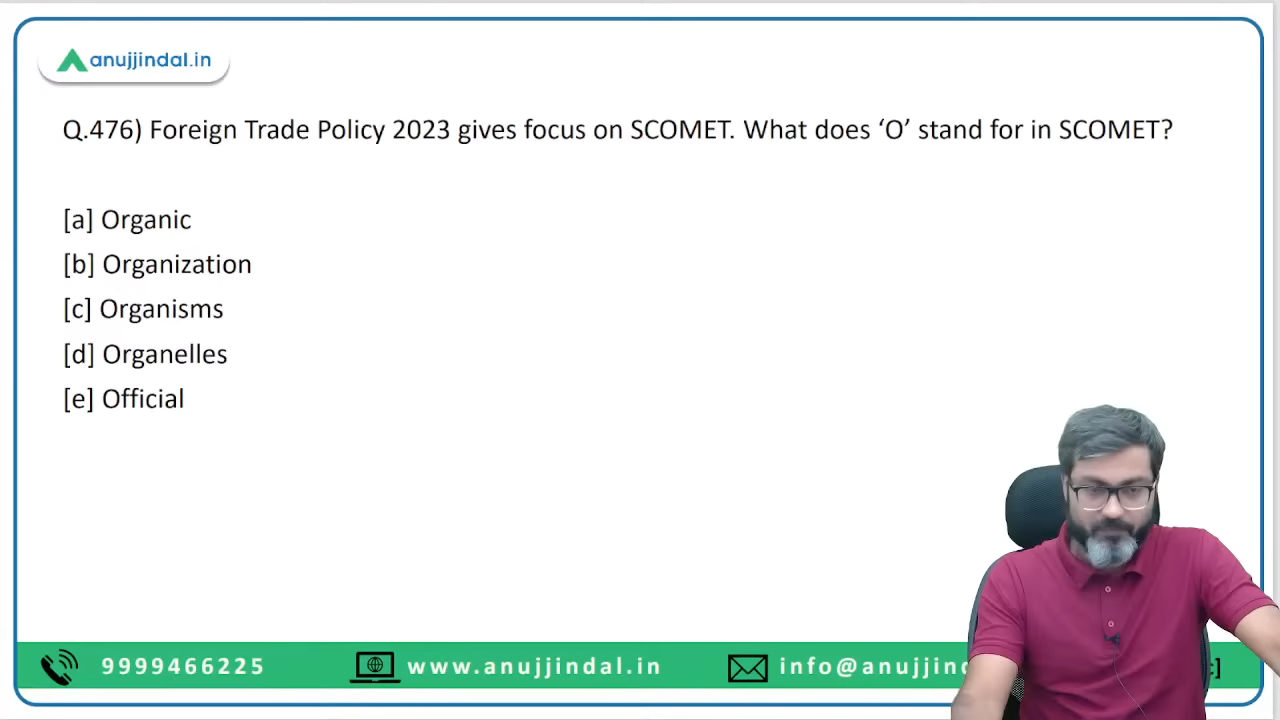 anujjindal.in
Q.476) Foreign Trade Policy 2023 gives focus on SCOMET. What does ‘O’ stand for in SCOMET?
[a] Organic
[b] Organization
[c] Organisms
[d] Organelles
[e] Official
9999466225 www.anujjindal.in info@anujjind